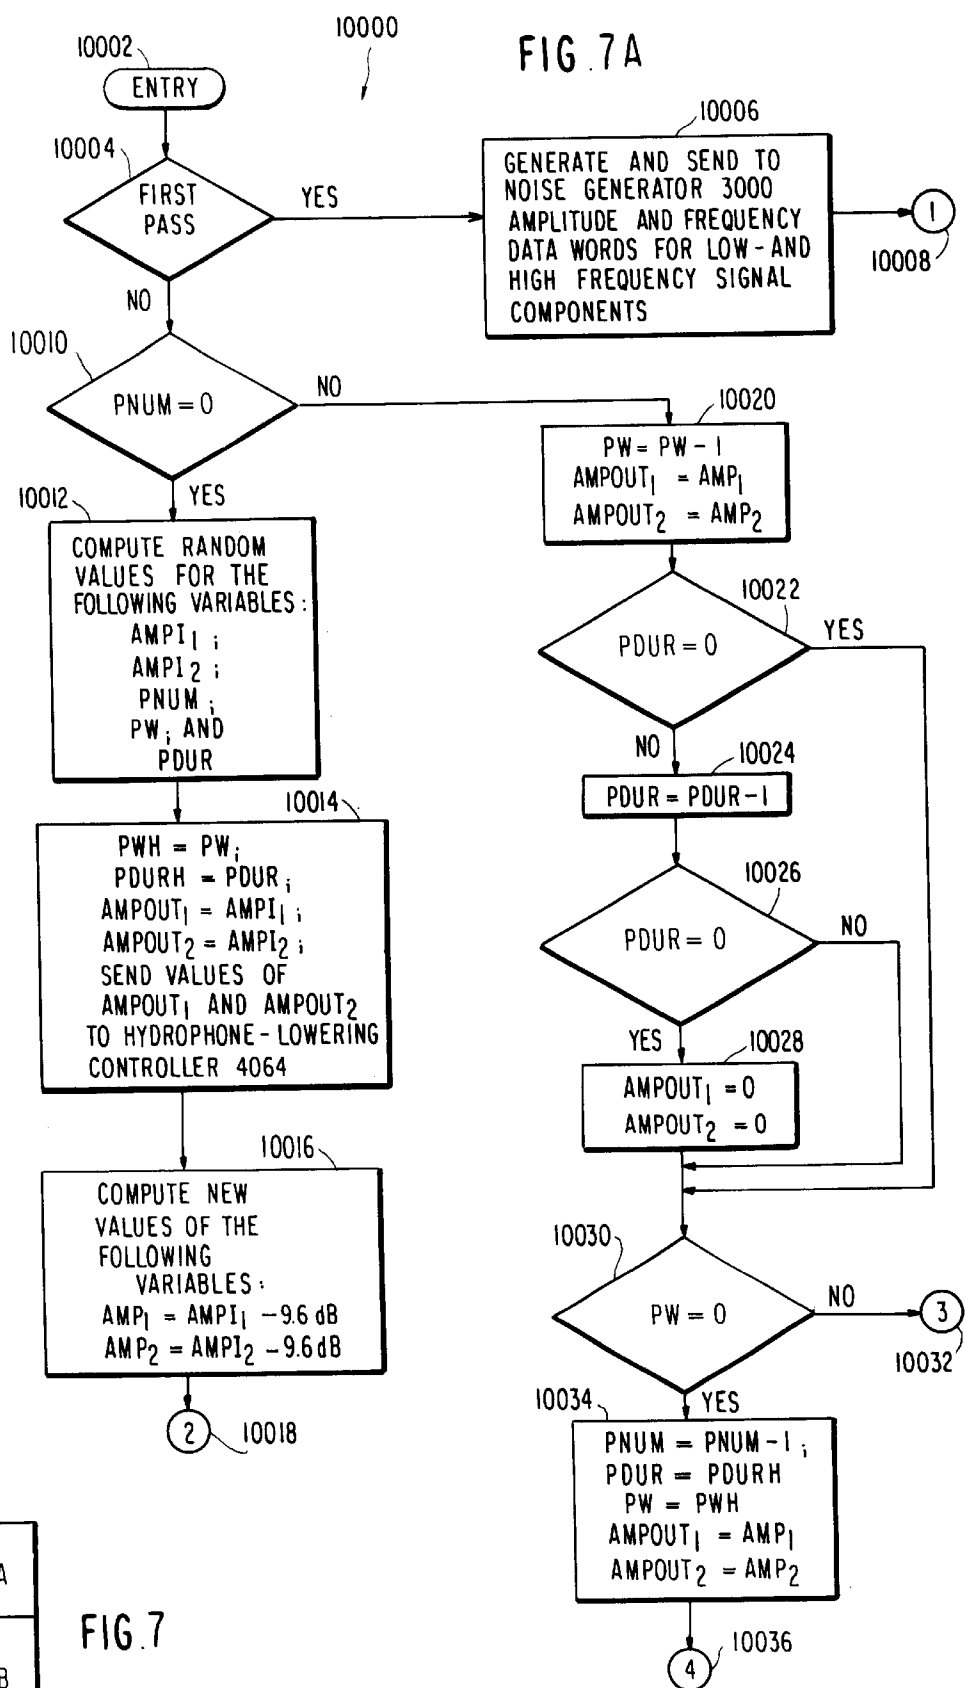 FIG. 7A
10000
10002
ENTRY
10004
FIRST
PASS
YES
NO
10006
GENERATE AND SEND TO
NOISE GENERATOR 3000
AMPLITUDE AND FREQUENCY
DATA WORDS FOR LOW-AND
HIGH FREQUENCY SIGNAL
COMPONENTS
1
10008
10010
PNUM = 0
NO
YES
10012
COMPUTE RANDOM
VALUES FOR THE
FOLLOWING VARIABLES:
AMPI1 ;
AMPI2 ;
PNUM ;
PW ; AND
PDUR
10014
PWH = PW ;
PDURH = PDUR ;
AMPOUT1 = AMPI1 ;
AMPOUT2 = AMPI2 ;
SEND VALUES OF
AMPOUT1 AND AMPOUT2
TO HYDROPHONE-LOWERING
CONTROLLER 4064
10016
COMPUTE NEW
VALUES OF THE
FOLLOWING
VARIABLES:
AMP1 = AMPI1 -9.6 dB
AMP2 = AMPI2 -9.6dB
2
10018
10020
PW = PW - 1
AMPOUT1 = AMP1
AMPOUT2 = AMP2
10022
PDUR = 0
YES
NO
10024
PDUR = PDUR-1
10026
PDUR = 0
NO
YES
10028
AMPOUT1 = 0
AMPOUT2 = 0
10030
PW = 0
NO
3
10032
YES
10034
PNUM = PNUM-1 ;
PDUR = PDURH
PW = PWH
AMPOUT1 = AMP1
AMPOUT2 = AMP2
4
10036
A
B
FIG. 7